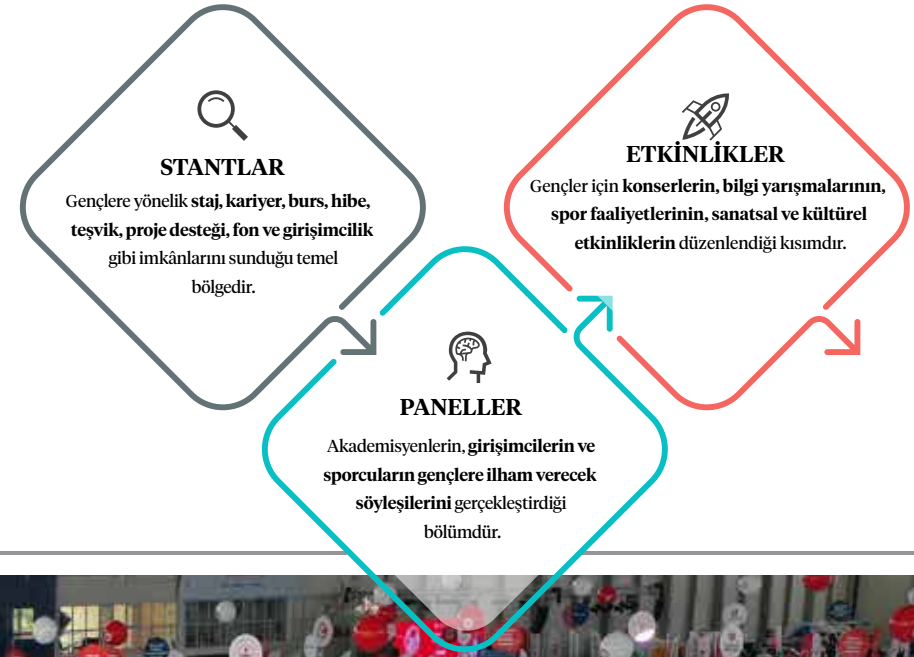 STANTLAR
Gençlere yönelik staj, kariyer, burs, hibe,
teşvik, proje desteği, fon ve girişimcilik
gibi imkânlarını sunduğu temel
bölgedir.
ETKİNLİKLER
Gençler için konserlerin, bilgi yarışmalarının,
spor faaliyetlerinin, sanatsal ve kültürel
etkinliklerin düzenlendiği kısımdır.
PANELLER
Akademisyenlerin, girişimcilerin ve
sporcuların gençlere ilham verecek
söyleşilerini gerçekleştirdiği
bölümdür.